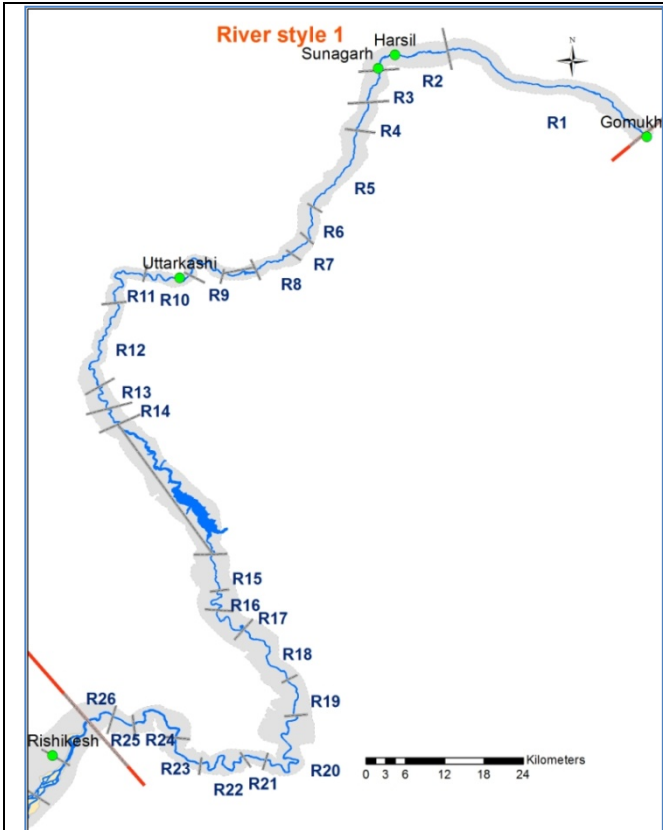 River style 1
Harsil
Sunagarh
N
R2
R3
R1
R4
Gomukh
R5
R6
Uttarkashi
R7
R8
R9
R11
R10
R12
R13
R14
R15
R16
R17
R18
R19
R26
Rishikesh
R25
R24
Kilometers
R23
R20
R21
R22
0 3 6 12 18 24